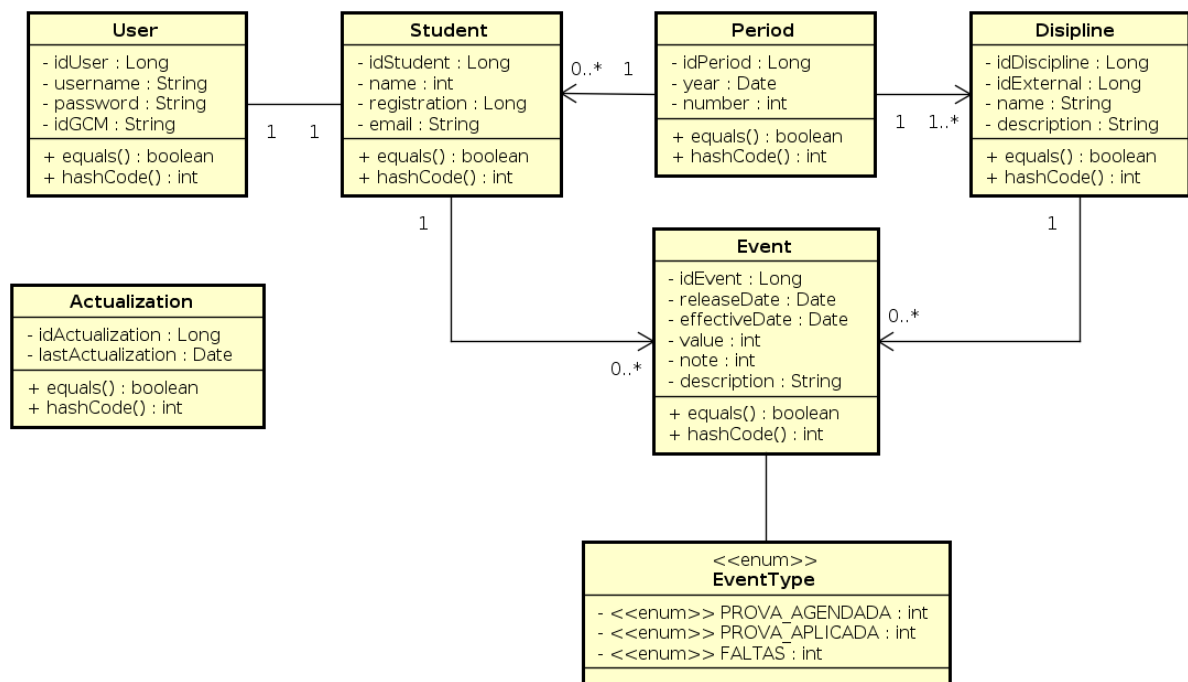 User
- idUser : Long
- username : String
- password : String
- idGCM : String
+ equals() : boolean
+ hashCode() : int
1
1
Student
- idStudent : Long
- name : int
- registration : Long
- email : String
+ equals() : boolean
+ hashCode() : int
0..*
1
Period
- idPeriod : Long
- year : Date
- number : int
+ equals() : boolean
+ hashCode() : int
1
1..*
Disipline
- idDiscipline : Long
- idExternal : Long
- name : String
- description : String
+ equals() : boolean
+ hashCode() : int
1
1
Actualization
- idActualization : Long
- lastActualization : Date
+ equals() : boolean
+ hashCode() : int
0..*
Event
- idEvent : Long
- releaseDate : Date
- effectiveDate : Date
- value : int
- note : int
- description : String
+ equals() : boolean
+ hashCode() : int
0..*
<<enum>>
EventType
- <<enum>> PROVA_AGENDADA : int
- <<enum>> PROVA_APLICADA : int
- <<enum>> FALTAS : int